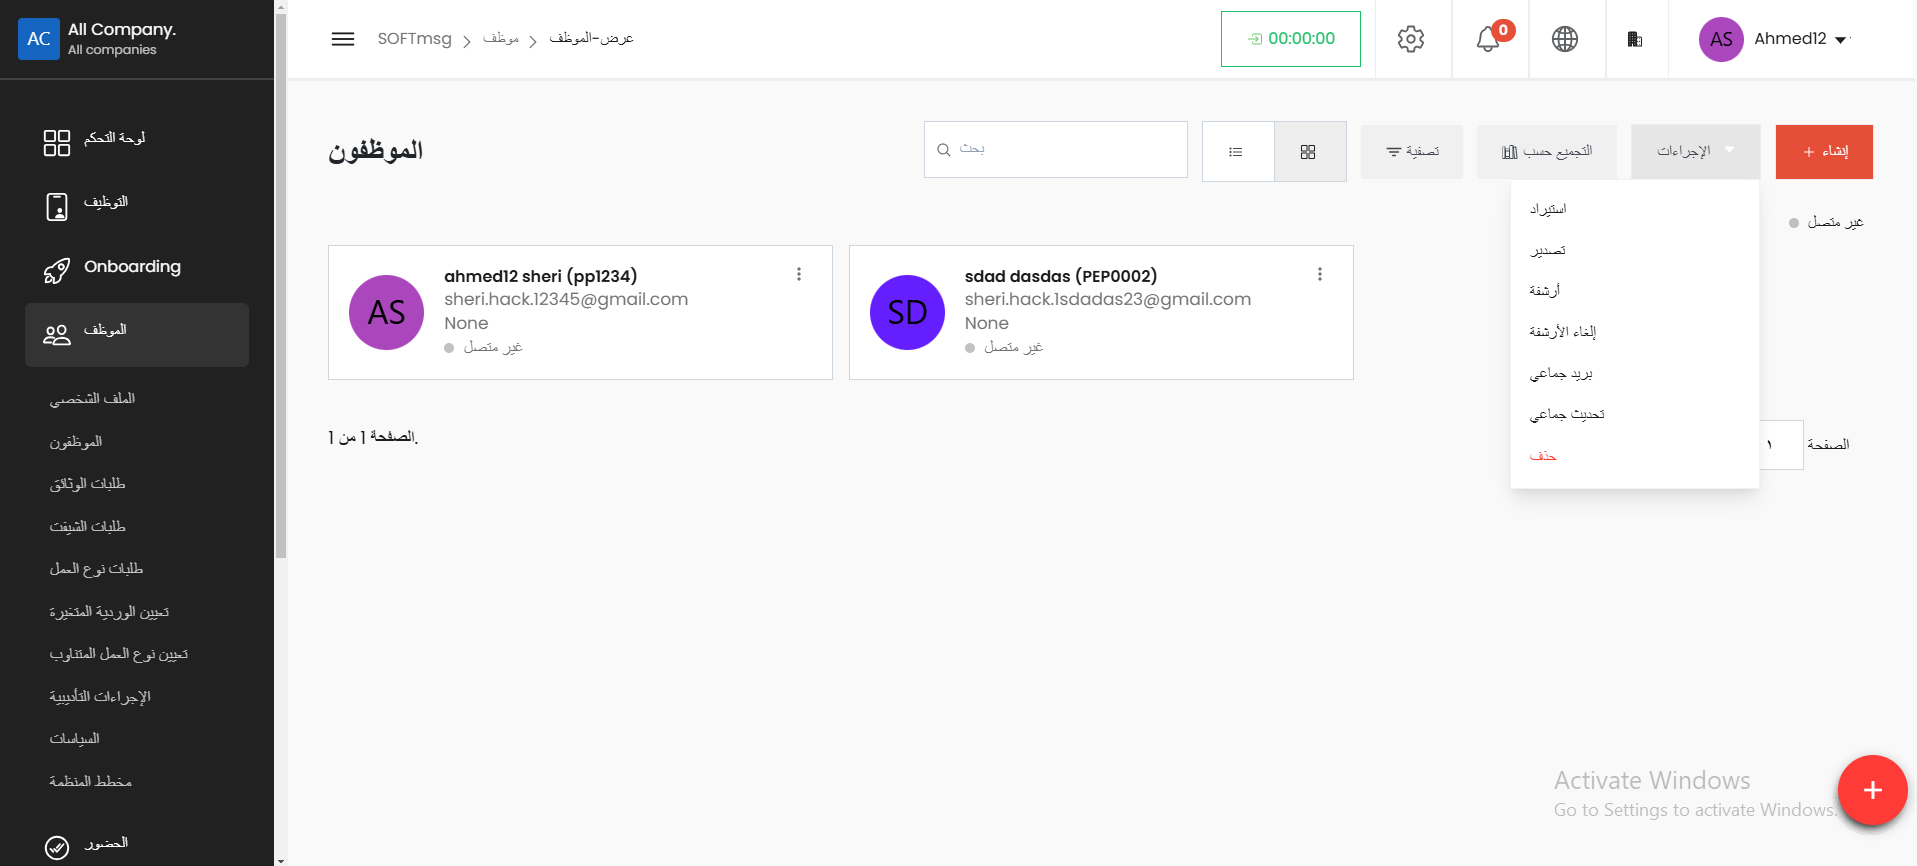 AC
All Company.
All companies
لوحة التحكم
التوظيف
Onboarding
الموظف
الملف الشخصي
الموظفون
طلبات الوثائق
طلبات الشيفت
طلبات نوع العمل
تعيين الوردية المتغيرة
تعيين نوع العمل المتناوب
الإجراءات التأديبية
السياسات
مخطط المنظمة
الحضور
SOFTmsg > موظف > عرض-الموظف
00:00:00
0
AS
Ahmed12
الموظفون
بحث
تصفية
التجميع حسب
الإجراءات
+ إنشاء
استيراد
تصدير
أرشفة
إلغاء الأرشفة
بريد جماعي
تحديث جماعي
حذف
غير متصل
AS
ahmed12 sheri (pp1234)
sheri.hack.12345@gmail.com
None
غير متصل
SD
sdad dasdas (PEP0002)
sheri.hack.1sdadas23@gmail.com
None
غير متصل
الصفحة 1 من 1.
الصفحة
١
Activate Windows
Go to Settings to activate Windows.
+